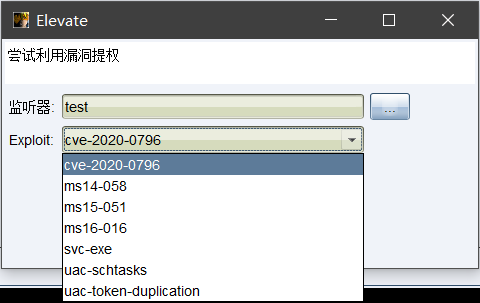 Elevate
尝试利用漏洞提权
监听器: test ...
Exploit: cve-2020-0796
cve-2020-0796
ms14-058
ms15-051
ms16-016
svc-exe
uac-schtasks
uac-token-duplication